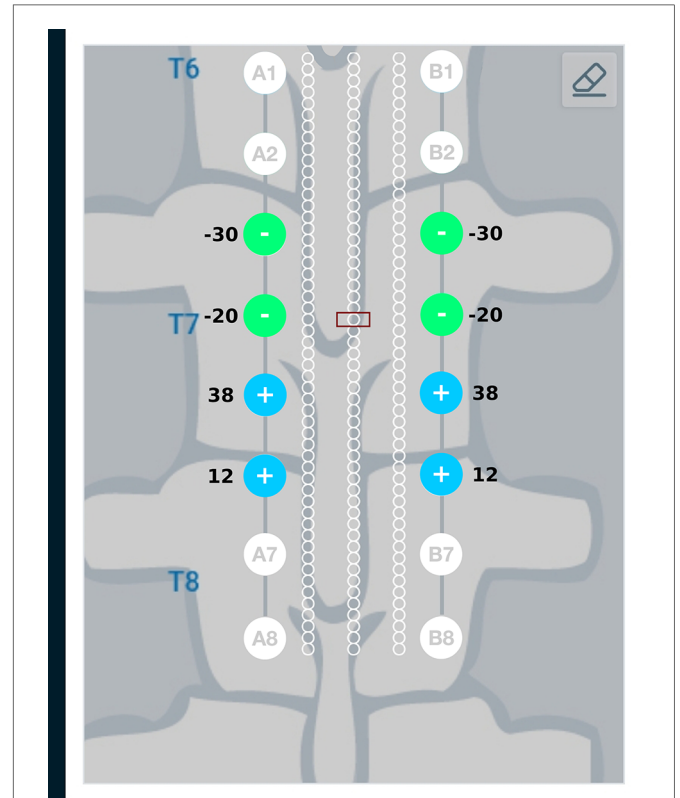 T6 A1 B1
A2 B2
-30 - - -30
T7 -20 - - -20
38 + + 38
12 + + 12
A7 B7
T8
A8 B8